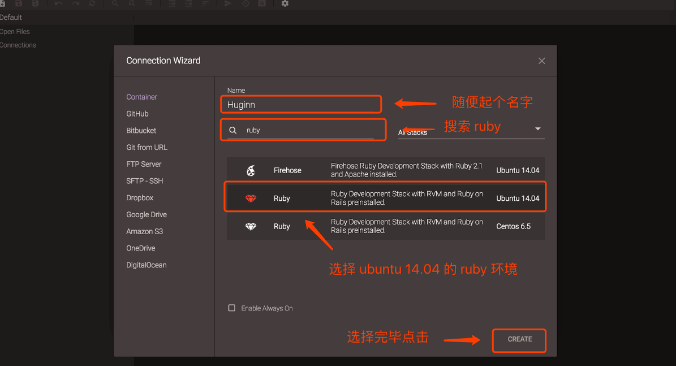 Default
Open Files
Connections
Connection Wizard
Container
GitHub
Bitbucket
Git from URL
FTP Server
SFTP - SSH
Dropbox
Google Drive
Amazon S3
OneDrive
DigitalOcean
Name
Huginn
随便起个名字
ruby
All Stacks
搜索 ruby
Firehose
Firehose Ruby Development Stack with Ruby 2.1
and Apache installed.
Ubuntu 14.04
Ruby
Ruby Development Stack with RVM and Ruby on
Rails preinstalled.
Ubuntu 14.04
Ruby
Ruby Development Stack with RVM and Ruby on
Rails preinstalled.
Centos 6.5
选择 ubuntu 14.04 的 ruby 环境
Enable Always On
选择完毕点击
CREATE